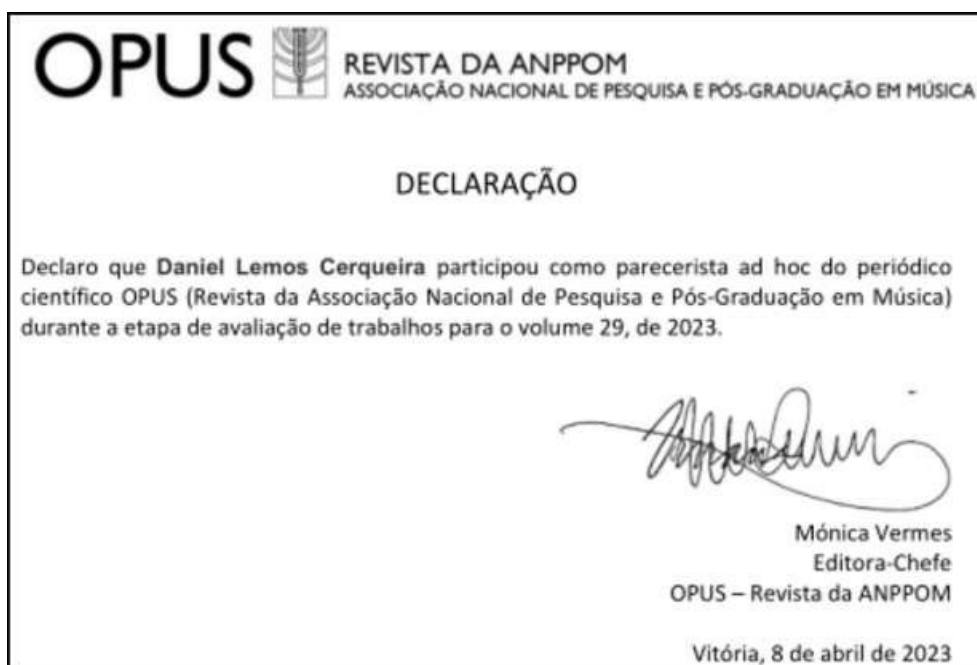 OPUS REVISTA DA ANPPOM
ASSOCIAÇÃO NACIONAL DE PESQUISA E PÓS-GRADUAÇÃO EM MÚSICA
DECLARAÇÃO
Declaro que Daniel Lemos Cerqueira participou como parecerista ad hoc do periódico
científico OPUS (Revista da Associação Nacional de Pesquisa e Pós-Graduação em Música)
durante a etapa de avaliação de trabalhos para o volume 29, de 2023.
Mónica Vermes
Editora-Chefe
OPUS – Revista da ANPPOM
Vitória, 8 de abril de 2023